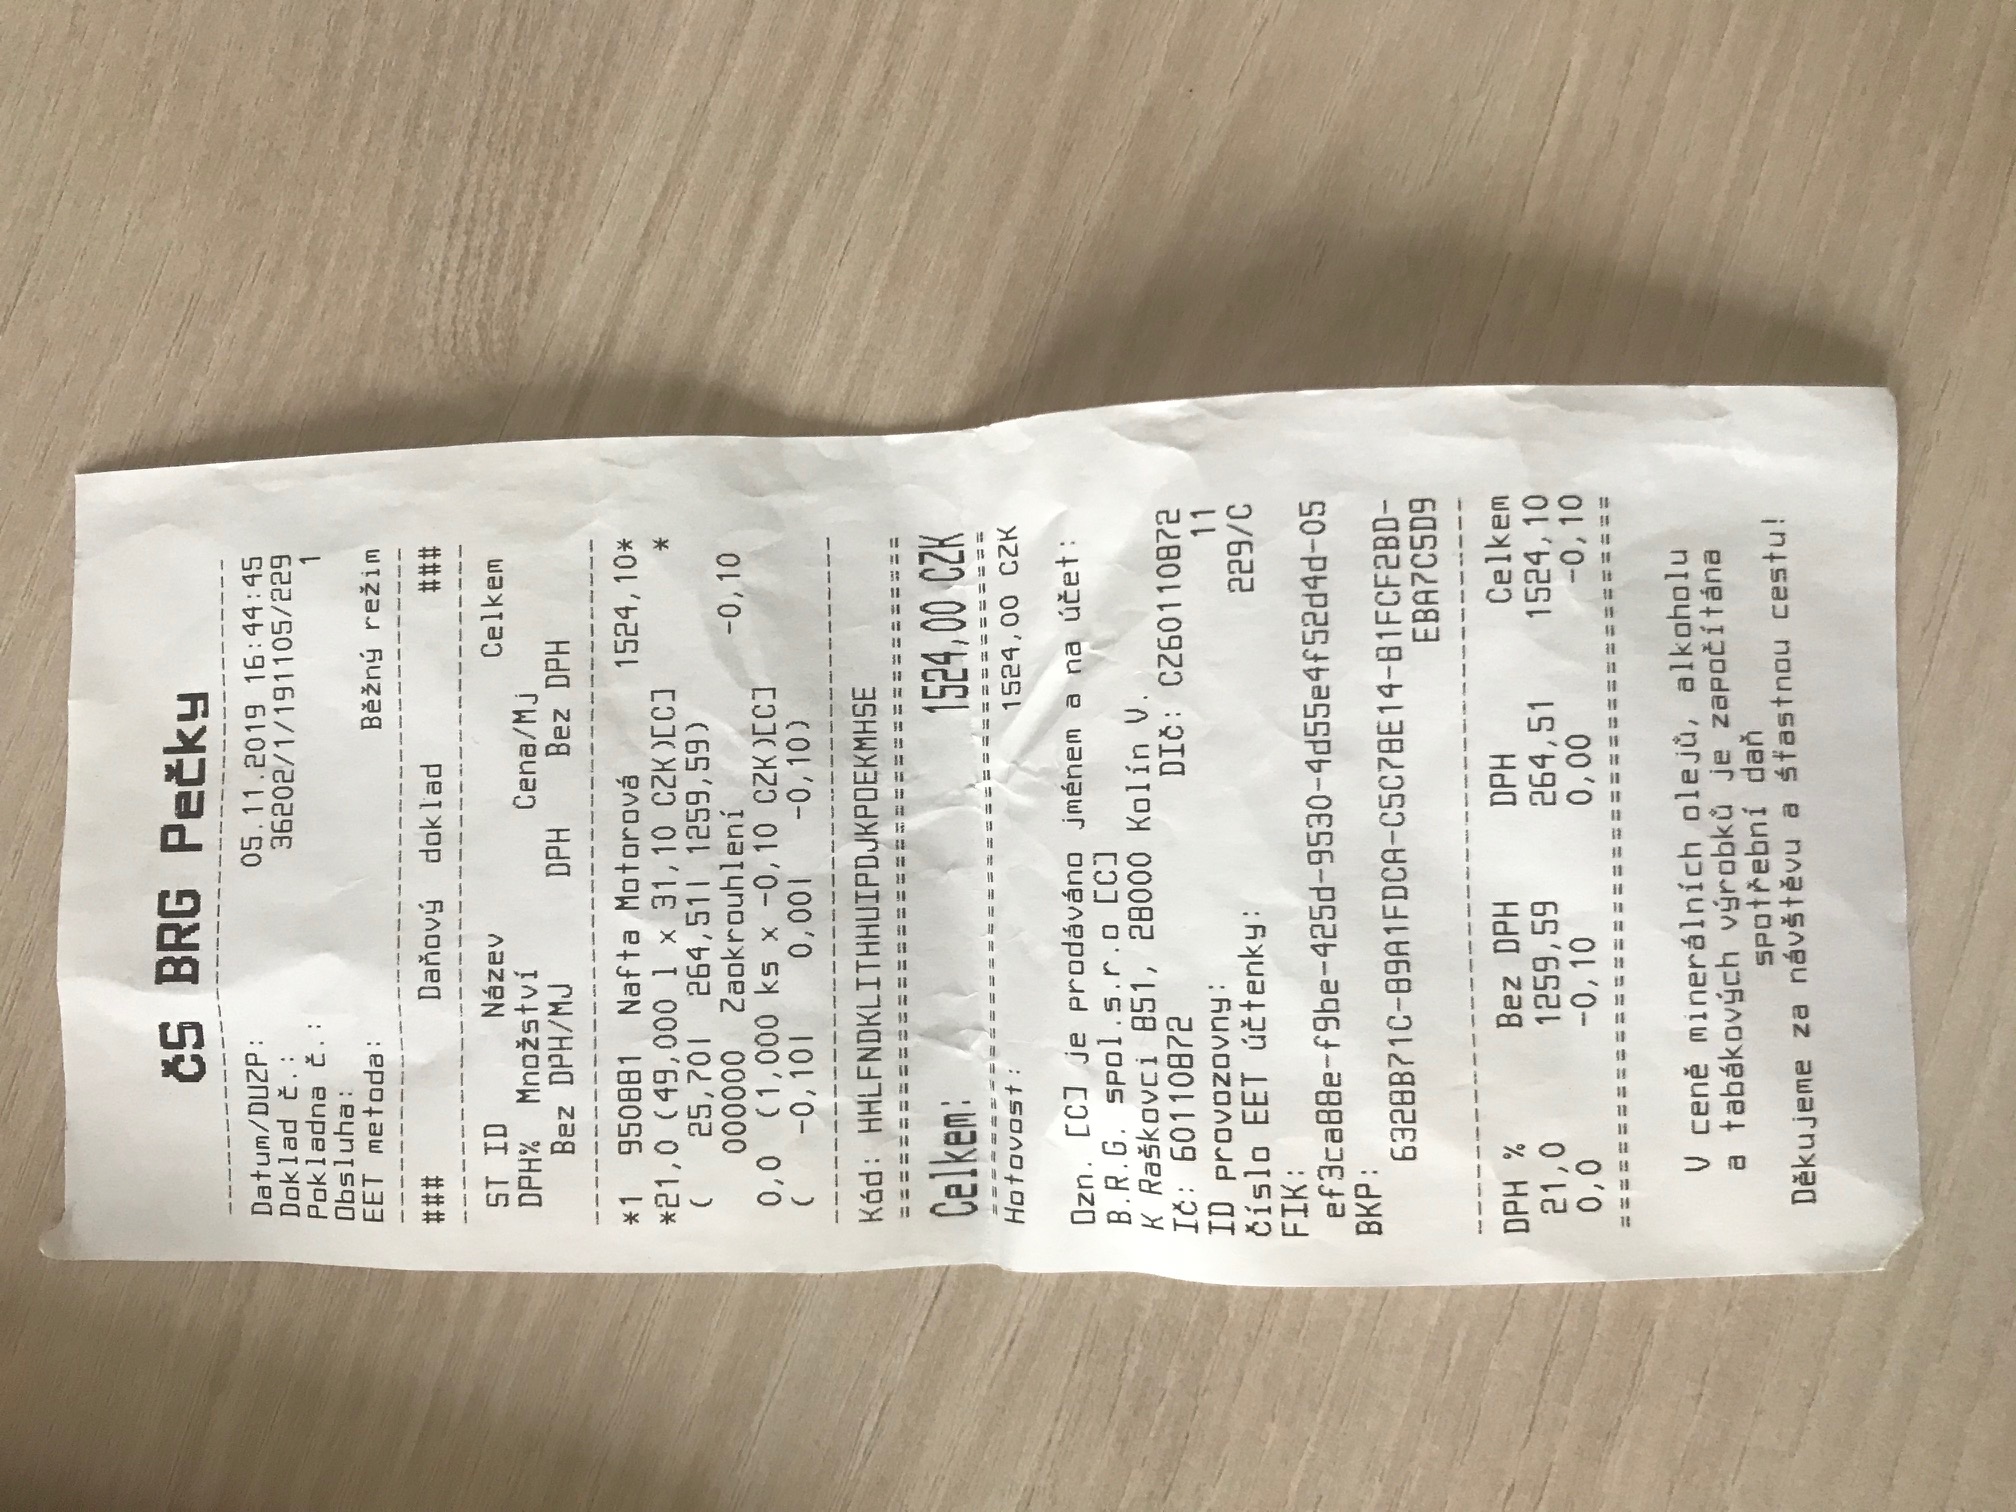 ČS BRG Pečky
--------------------------------------
Datum/DUZP: 05.11.2019 16:44:45
Doklad č.: 36202/1/191105/229
Pokladna č.: 1
Obsluha:
EET metoda: Běžný režim
--------------------------------------
### Daňový doklad ###
--------------------------------------
ST ID Název Celkem
DPH% Množství Cena/Mj
Bez DPH/MJ DPH Bez DPH
--------------------------------------
*1 950881 Nafta Motorová 1524,10*
*21,0 (49,000 l x 31,10 CZK)[C] *
( 25,70| 264,51| 1259,59)
000000 Zaokrouhlení -0,10
0,0 (1,000 ks x -0,10 CZK)[C]
( -0,10| 0,00| -0,10)
--------------------------------------
Kód: HHLFNDKLITHHUIPDJKPOEKMHSE
======================================
Celkem: 1524,00 CZK
======================================
Hotovost: 1524,00 CZK
Ozn. [C] je prodáváno jménem a na účet:
B.R.G. spol.s.r.o [C]
K Raškovci 851, 28000 Kolín V.
IČ: 60110872 DIČ: CZ60110872
ID provozovny: 11
Číslo EET účtenky: 229/C
FIK:
ef3ca88e-f9be-425d-9530-4d55e4f52d4d-05
BKP:
6328B71C-89A1FDCA-C5C78E14-81FCF2BD-
EBA7C5D9
--------------------------------------
DPH % Bez DPH DPH Celkem
21,0 1259,59 264,51 1524,10
0,0 -0,10 0,00 -0,10
======================================
V ceně minerálních olejů, alkoholu
a tabákových výrobků je započítána
spotřební daň
Děkujeme za návštěvu a šťastnou cestu!